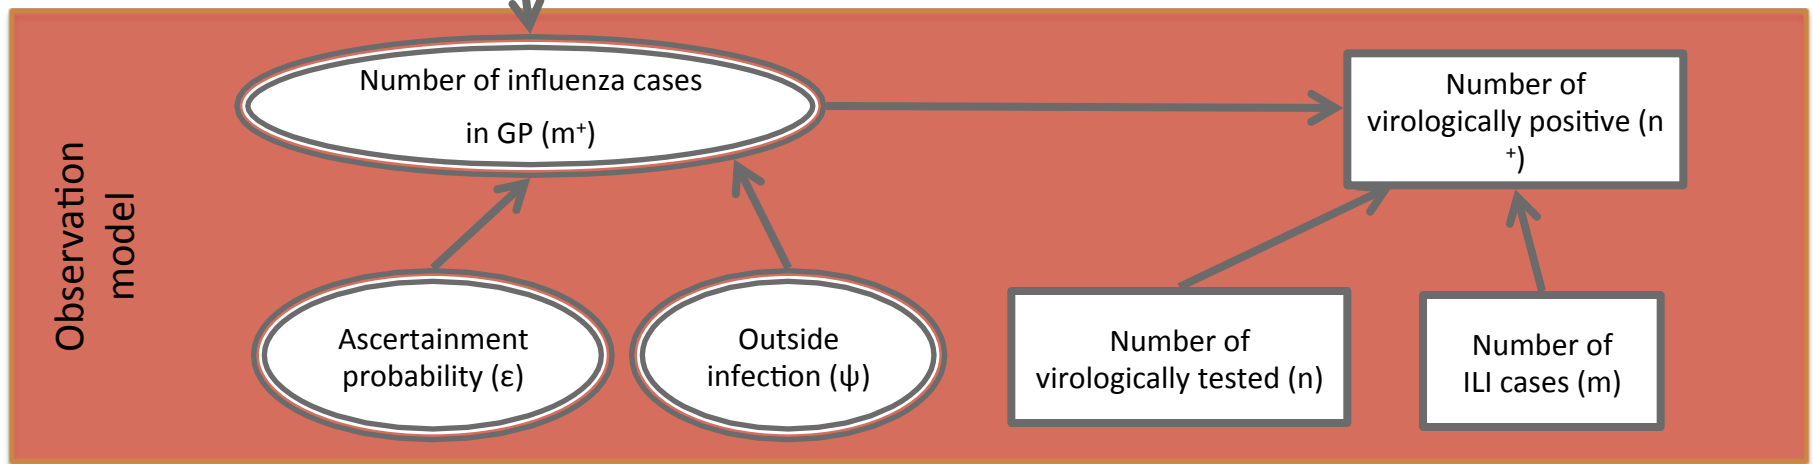 Observation
model
Number of influenza cases
in GP (m⁺)
Number of
virologically positive (n
⁺)
Ascertainment
probability (ε)
Outside
infection (ψ)
Number of
virologically tested (n)
Number of
ILI cases (m)